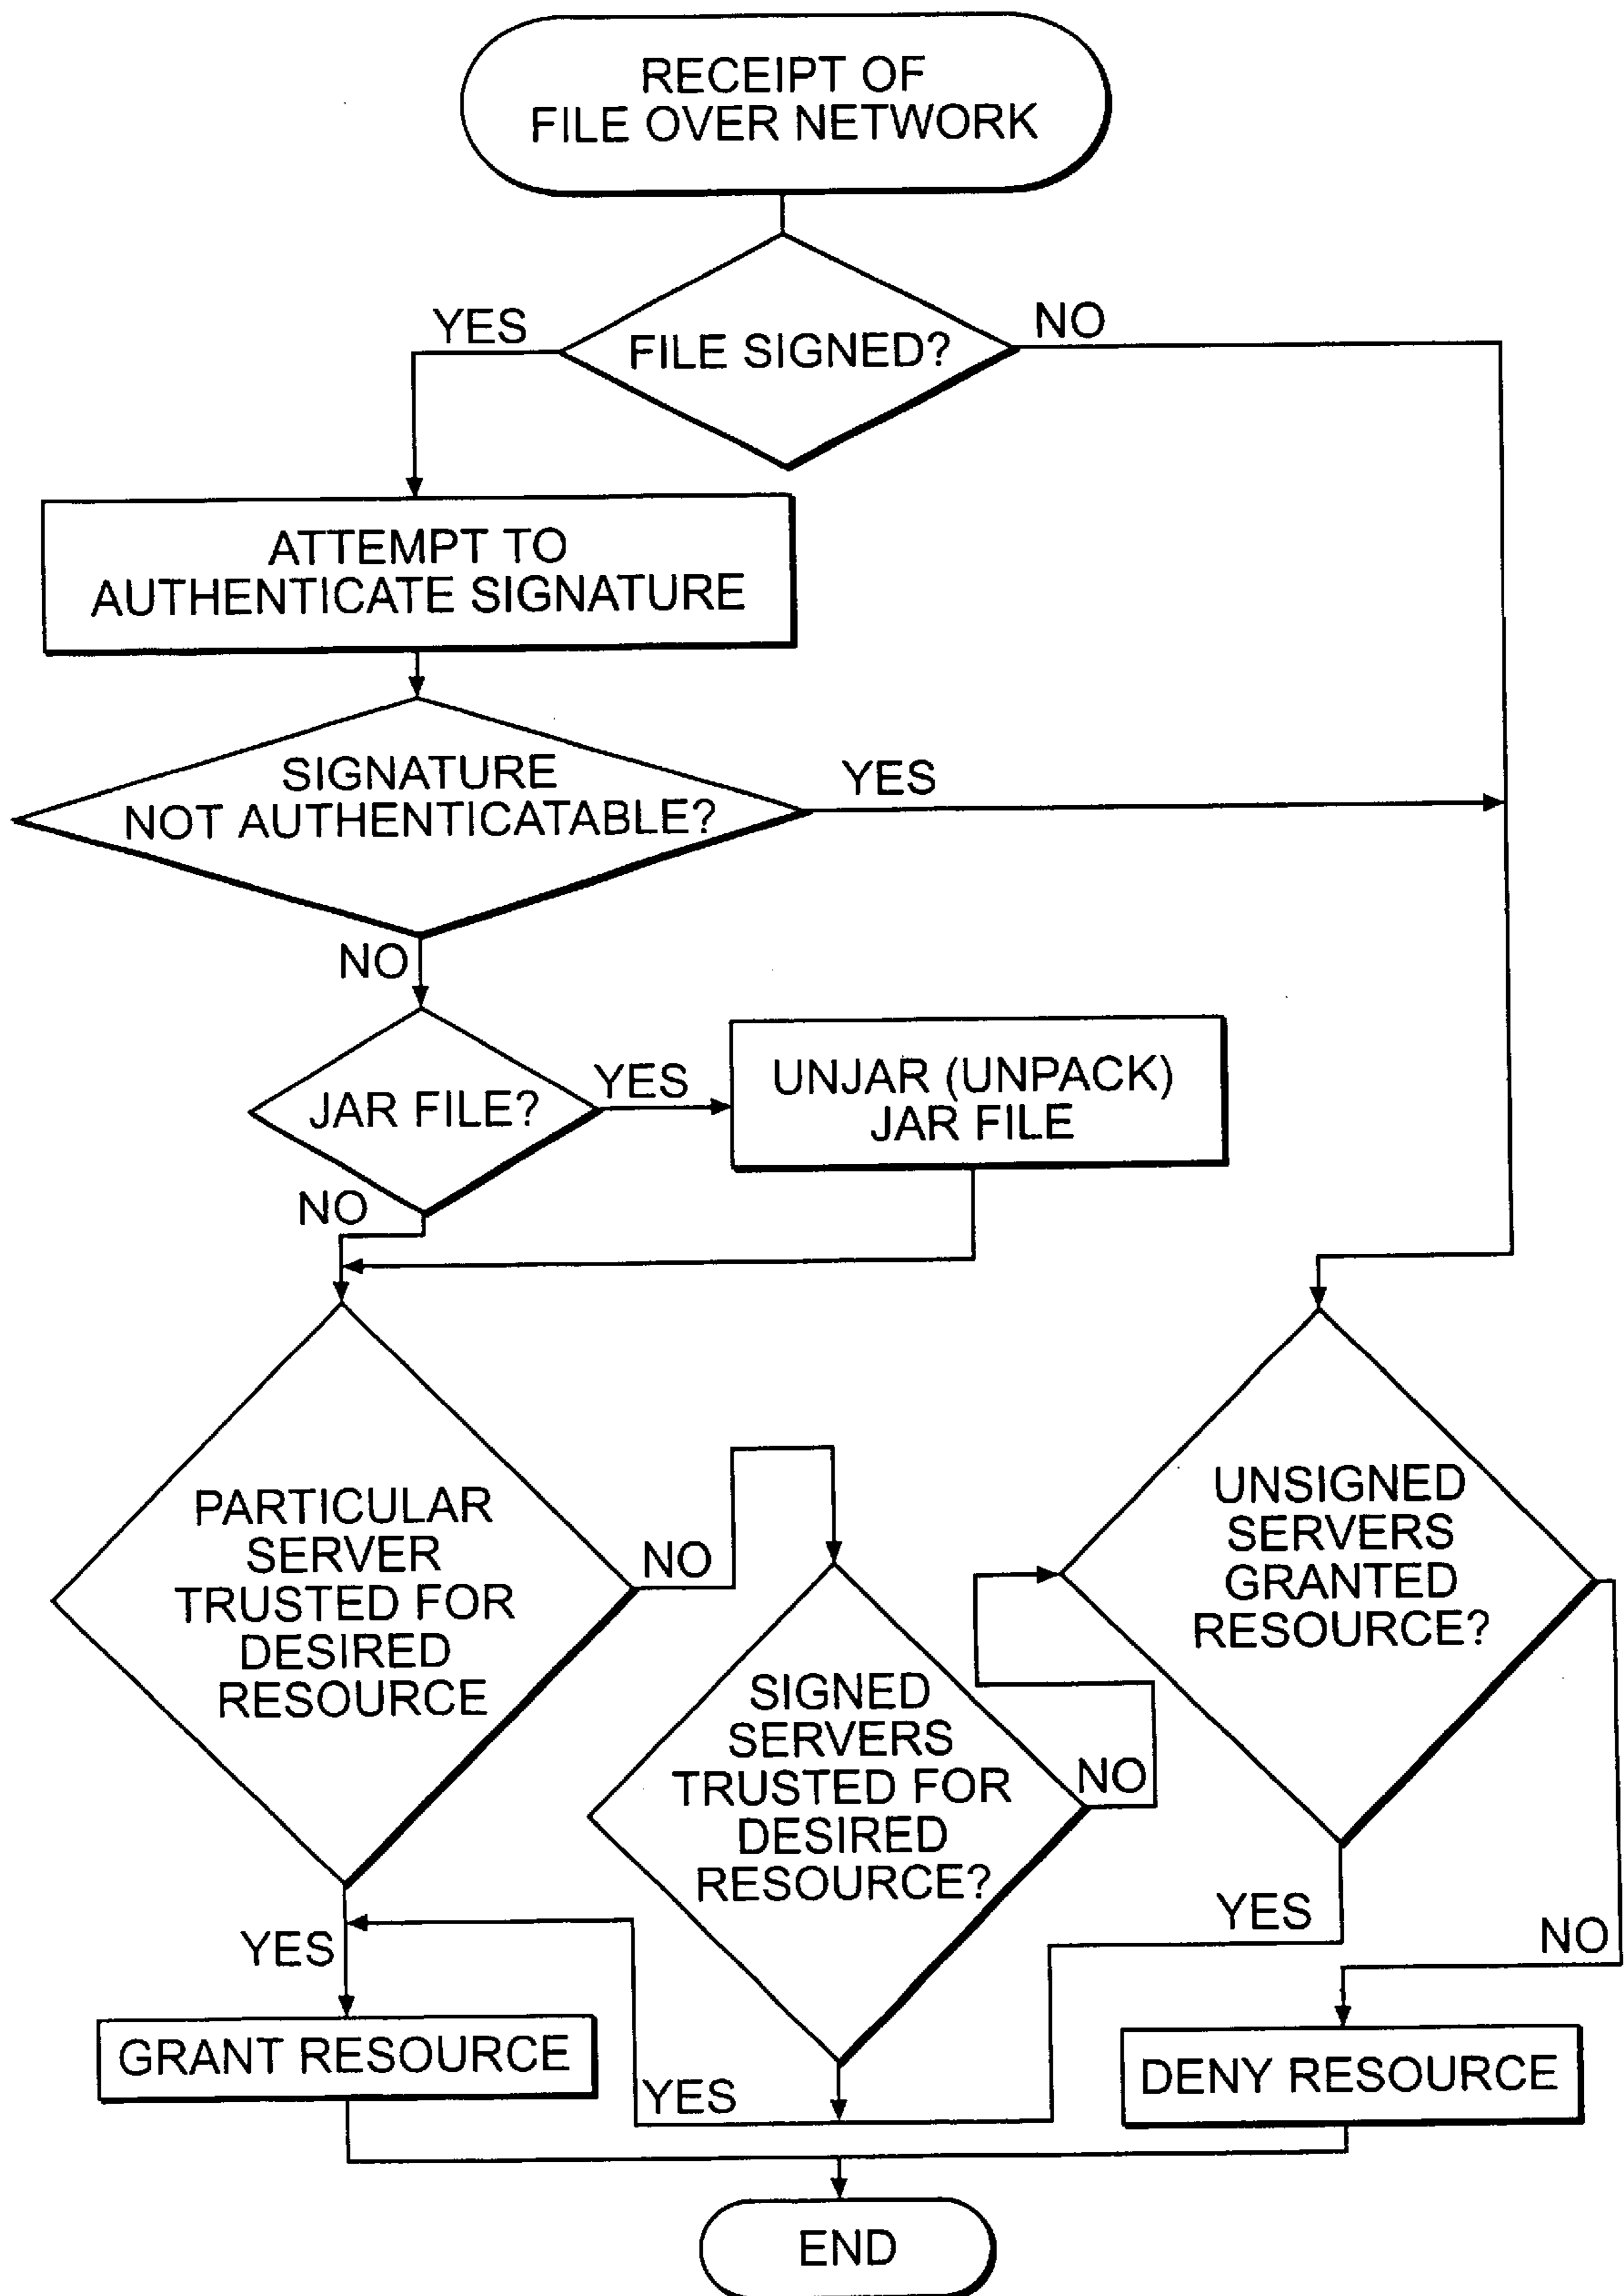 RECEIPT OF
FILE OVER NETWORK
YES
NO
FILE SIGNED?
ATTEMPT TO
AUTHENTICATE SIGNATURE
SIGNATURE
NOT AUTHENTICATABLE?
YES
NO
JAR FILE?
YES
UNJAR (UNPACK)
JAR FILE
NO
PARTICULAR
SERVER
TRUSTED FOR
DESIRED
RESOURCE
NO
SIGNED
SERVERS
TRUSTED FOR
DESIRED
RESOURCE?
NO
UNSIGNED
SERVERS
GRANTED
RESOURCE?
YES
YES
NO
GRANT RESOURCE
YES
DENY RESOURCE
END